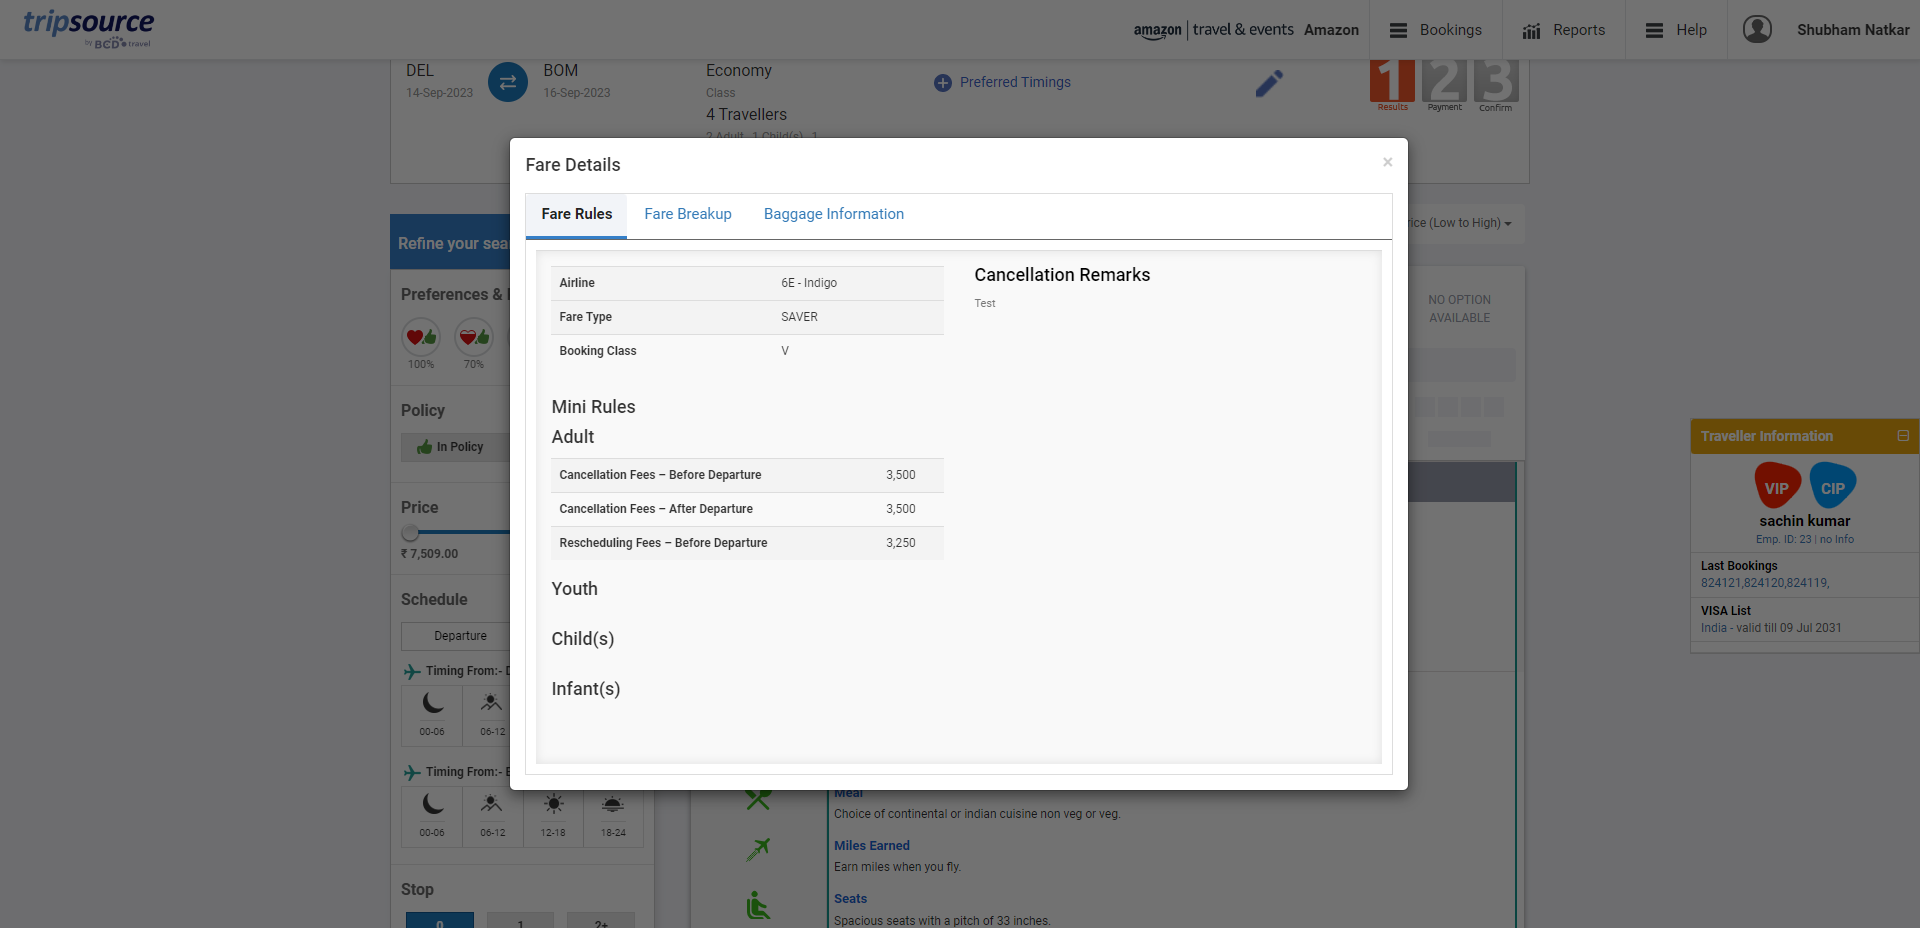 tripsource
by BCD travel
amazon | travel & events Amazon
Bookings
Reports
Help
Shubham Natkar
DEL
14-Sep-2023
BOM
16-Sep-2023
Economy
Class
4 Travellers
2 Adult, 1 Child(s), 1
Preferred Timings
1 2 3
Results Payment Confirm
Fare Details
×
Fare Rules
Fare Breakup
Baggage Information
Airline 6E - Indigo
Fare Type SAVER
Booking Class V
Cancellation Remarks
Test
Mini Rules
Adult
Cancellation Fees – Before Departure 3,500
Cancellation Fees – After Departure 3,500
Rescheduling Fees – Before Departure 3,250
Youth
Child(s)
Infant(s)
Refine your sea
Preferences &
100% 70%
Policy
In Policy
Price
₹ 7,509.00
Schedule
Departure
Timing From:- D
00-06 06-12
Timing From:-
00-06 06-12 12-18 18-24
Stop
0 1 2+
rice (Low to High)
NO OPTION
AVAILABLE
Meal
Choice of continental or indian cuisine non veg or veg.
Miles Earned
Earn miles when you fly.
Seats
Spacious seats with a pitch of 33 inches.
Traveller Information
VIP CIP
sachin kumar
Emp. ID: 23 | no Info
Last Bookings
824121,824120,824119,
VISA List
India - valid till 09 Jul 2031